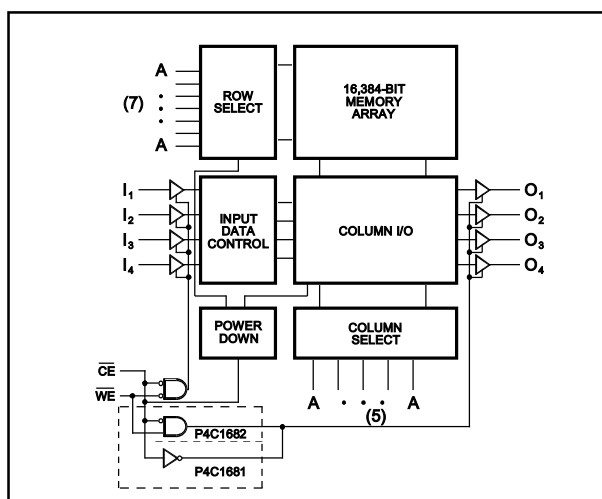 A
(7)
A
ROW
SELECT
16,384-BIT
MEMORY
ARRAY
I1
I2
I3
I4
INPUT
DATA
CONTROL
COLUMN I/O
O1
O2
O3
O4
POWER
DOWN
COLUMN
SELECT
A
A
(5)
CE
WE
P4C1682
P4C1681